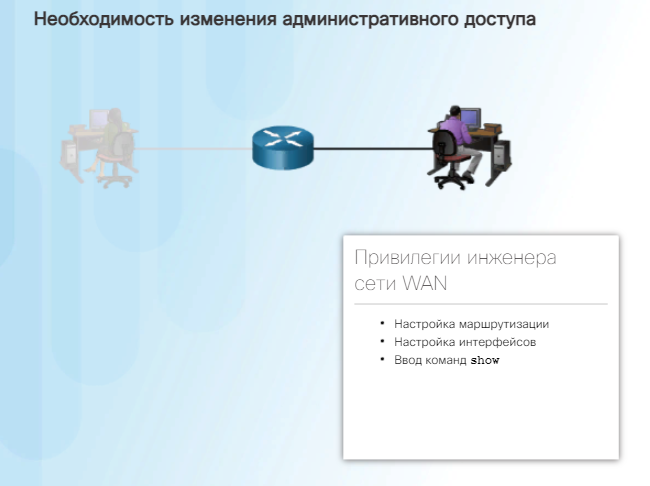 Необходимость изменения административного доступа
Привилегии инженера
сети WAN
• Настройка маршрутизации
• Настройка интерфейсов
• Ввод команд show